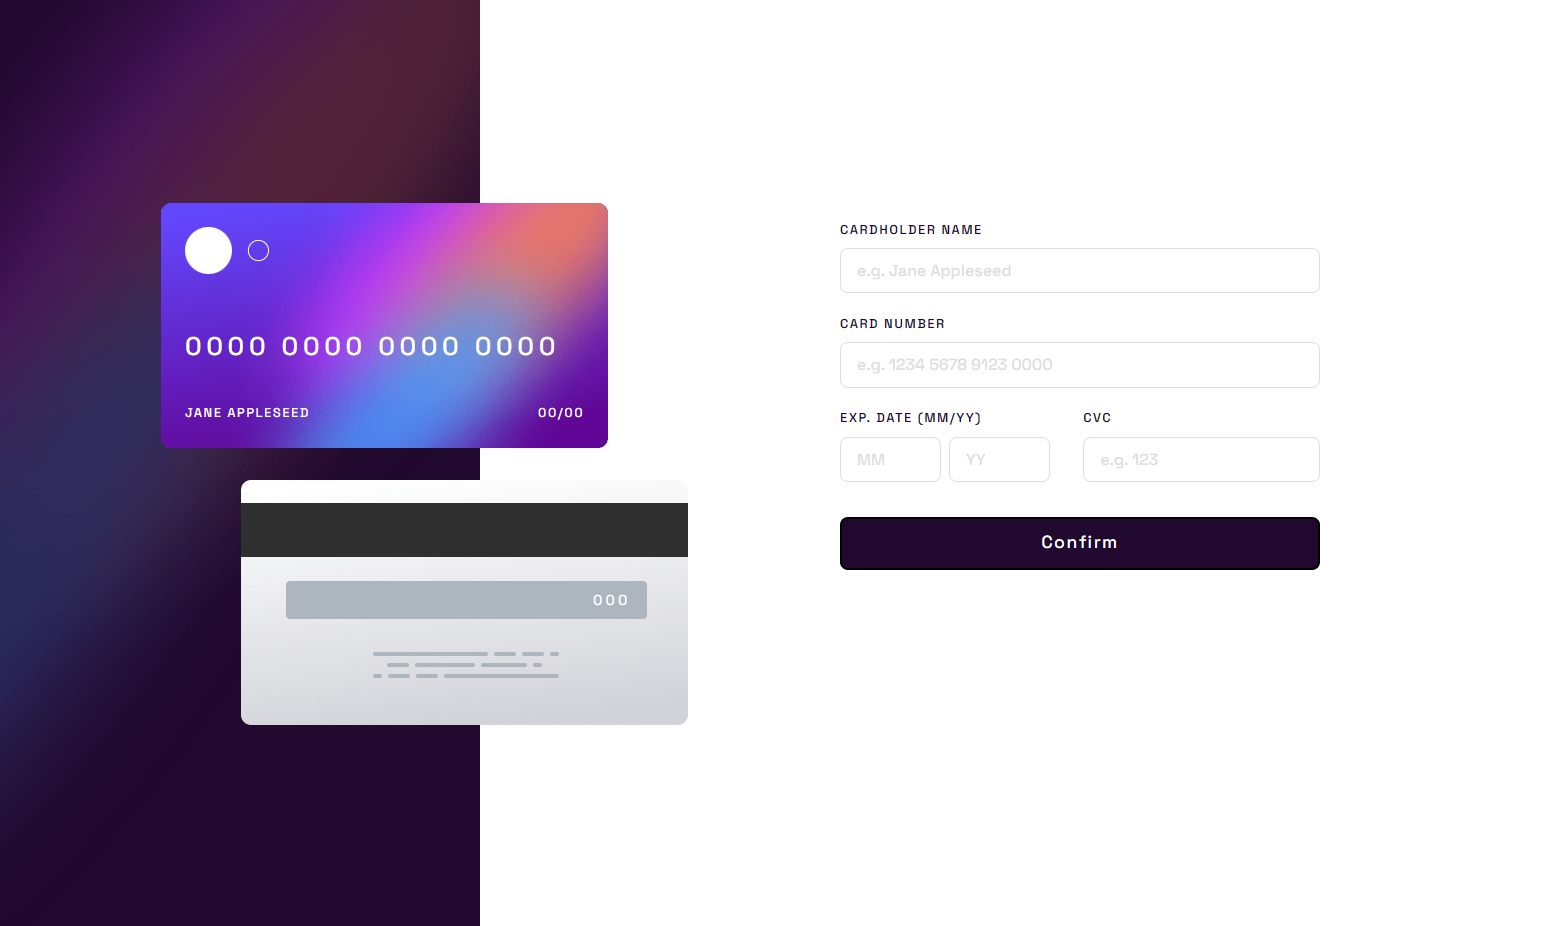 0000 0000 0000 0000
JANE APPLESEED 00/00
000
CARDHOLDER NAME
e.g. Jane Appleseed
CARD NUMBER
e.g. 1234 5678 9123 0000
EXP. DATE (MM/YY) CVC
MM YY e.g. 123
Confirm